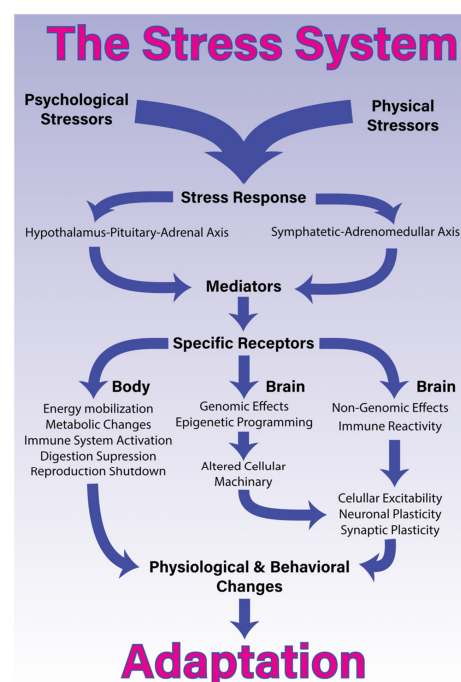 The Stress System
Psychological
Stressors
Physical
Stressors
Stress Response
Hypothalamus-Pituitary-Adrenal Axis
Symphatetic-Adrenomedullar Axis
Mediators
Specific Receptors
Body
Energy mobilization
Metabolic Changes
Immune System Activation
Digestion Supression
Reproduction Shutdown
Brain
Genomic Effects
Epigenetic Programming
Altered Cellular
Machinary
Brain
Non-Genomic Effects
Immune Reactivity
Celullar Excitability
Neuronal Plasticity
Synaptic Plasticity
Physiological & Behavioral
Changes
Adaptation